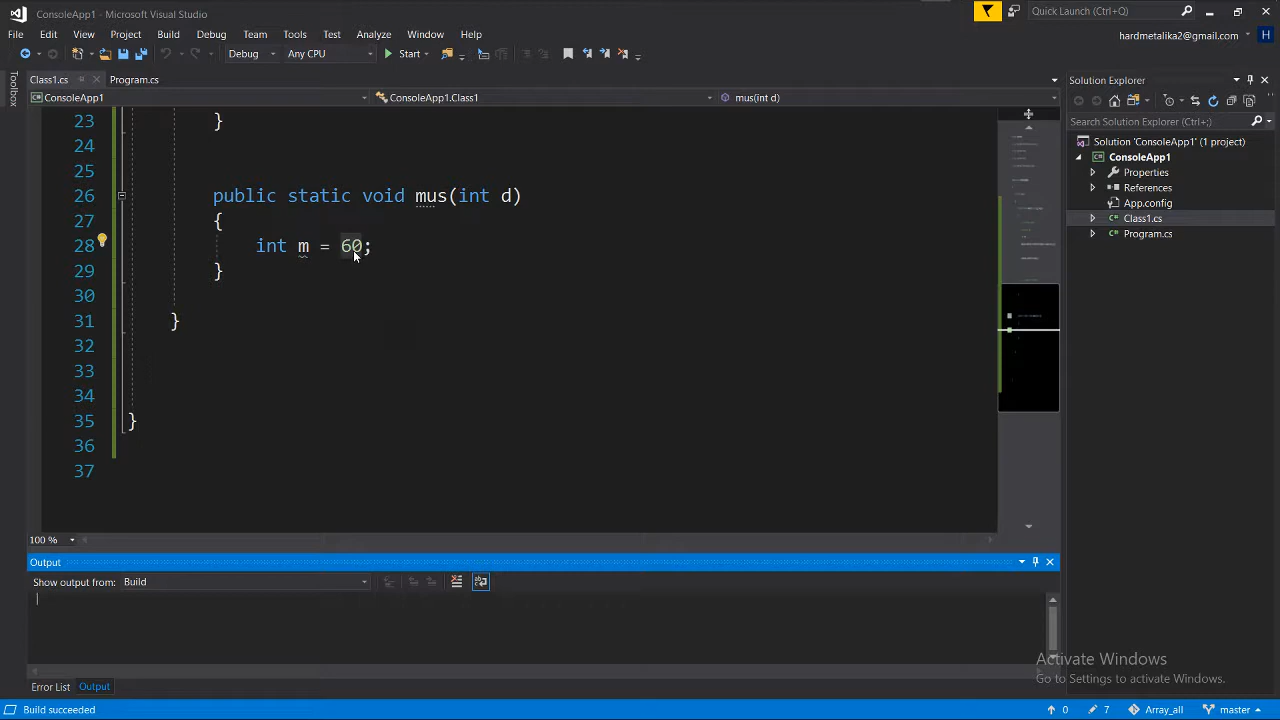 ConsoleApp1 - Microsoft Visual Studio
Quick Launch (Ctrl+;)
File Edit View Project Build Debug Team Tools Test Analyze Window Help
hardmetalika2@gmail.com H
Debug Any CPU Start
Toolbox
Class1.cs Program.cs
ConsoleApp1 ConsoleApp1.Class1 mus(int d)
23 }
24
25
26 public static void mus(int d)
27 {
28 int m = 60;
29 }
30
31 }
32
33
34
35 }
36
37
100 %
Solution Explorer
Search Solution Explorer (Ctrl+;)
Solution 'ConsoleApp1' (1 project)
ConsoleApp1
Properties
References
App.config
Class1.cs
Program.cs
Output
Show output from: Build
Error List Output
Activate Windows
Go to Settings to activate Windows.
Build succeeded 0 7 Array_all master